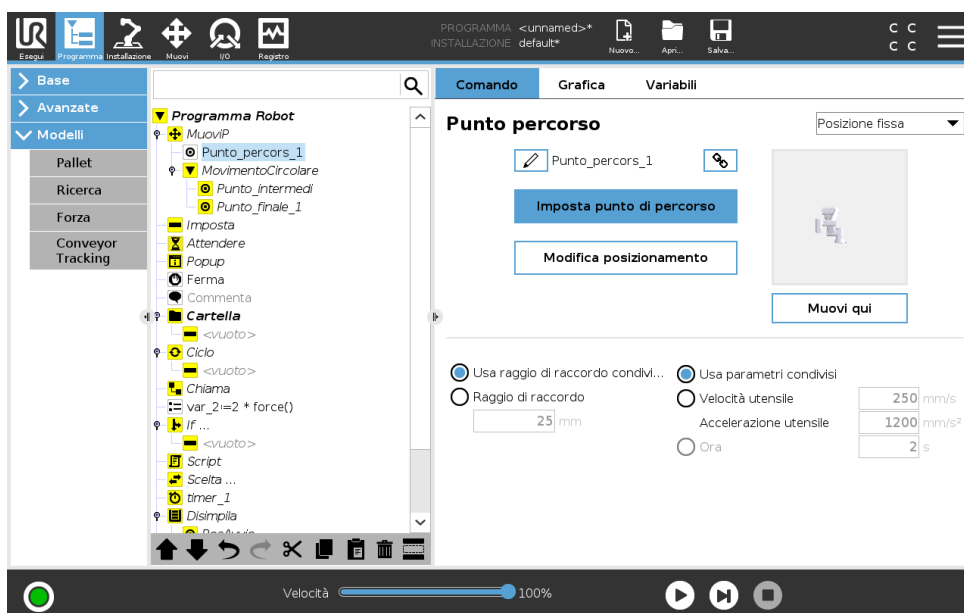 UR
PROGRAMMA <unnamed>*
INSTALLAZIONE default*
Esegui Programma Installazione Muovi I/O Registro
Nuovo... Apri... Salva...
C C
C C
Base
Avanzate
Modelli
Pallet
Ricerca
Forza
Conveyor
Tracking
Programma Robot
MuoviP
Punto_percors_1
MovimentoCircolare
Punto_intermedi
Punto_finale_1
Imposta
Attendere
Popup
Ferma
Commenta
Cartella
<vuoto>
Ciclo
<vuoto>
Chiama
var_2:=2 * force()
If ...
<vuoto>
Script
Scelta ...
timer_1
Disimpila
PosAvvio
Comando Grafica Variabili
Punto percorso
Posizione fissa
Punto_percors_1
Imposta punto di percorso
Modifica posizionamento
Muovi qui
Usa raggio di raccordo condivi...
Raggio di raccordo
25 mm
Usa parametri condivisi
Velocità utensile 250 mm/s
Accelerazione utensile 1200 mm/s²
Ora 2 s
Velocità 100%